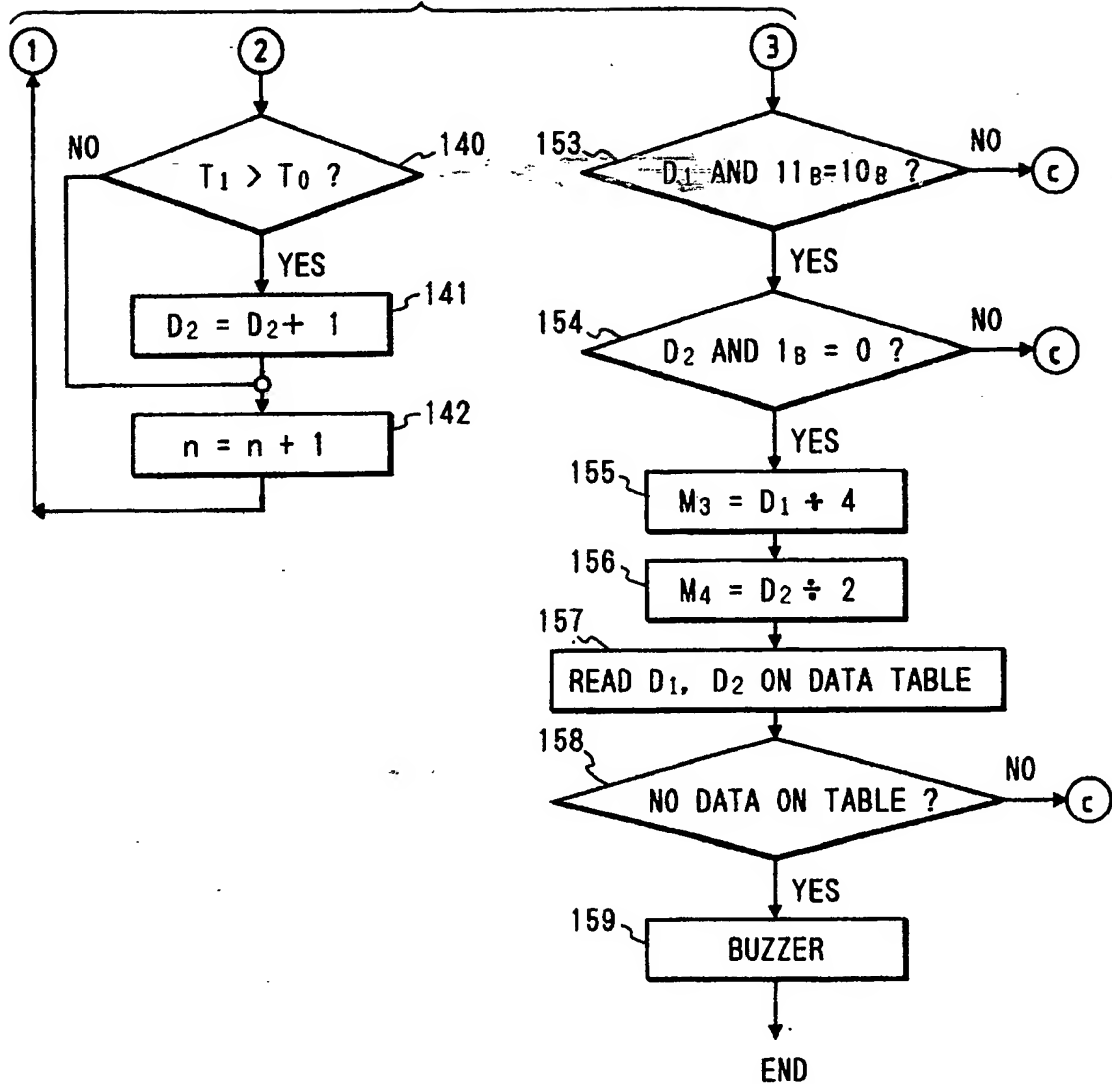 1
2
3
NO
T1 > T0 ?
140
YES
D2 = D2 + 1
141
n = n + 1
142
153
D1 AND 11B=10B ?
NO
c
YES
154
D2 AND 1B = 0 ?
NO
c
YES
155
M3 = D1 ÷ 4
156
M4 = D2 ÷ 2
157
READ D1, D2 ON DATA TABLE
158
NO DATA ON TABLE ?
NO
c
YES
159
BUZZER
END